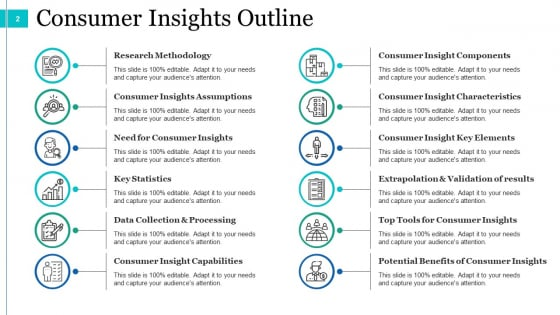 2
Consumer Insights Outline
Research Methodology
This slide is 100% editable. Adapt it to your needs
and capture your audience's attention.
Consumer Insights Assumptions
This slide is 100% editable. Adapt it to your needs
and capture your audience's attention.
Need for Consumer Insights
This slide is 100% editable. Adapt it to your needs
and capture your audience's attention.
Key Statistics
This slide is 100% editable. Adapt it to your needs
and capture your audience's attention.
Data Collection & Processing
This slide is 100% editable. Adapt it to your needs
and capture your audience's attention.
Consumer Insight Capabilities
This slide is 100% editable. Adapt it to your needs
and capture your audience's attention.
Consumer Insight Components
This slide is 100% editable. Adapt it to your needs
and capture your audience's attention.
Consumer Insight Characteristics
This slide is 100% editable. Adapt it to your needs
and capture your audience's attention.
Consumer Insight Key Elements
This slide is 100% editable. Adapt it to your needs
and capture your audience's attention.
Extrapolation & Validation of results
This slide is 100% editable. Adapt it to your needs
and capture your audience's attention.
Top Tools for Consumer Insights
This slide is 100% editable. Adapt it to your needs
and capture your audience's attention.
Potential Benefits of Consumer Insights
This slide is 100% editable. Adapt it to your needs
and capture your audience's attention.